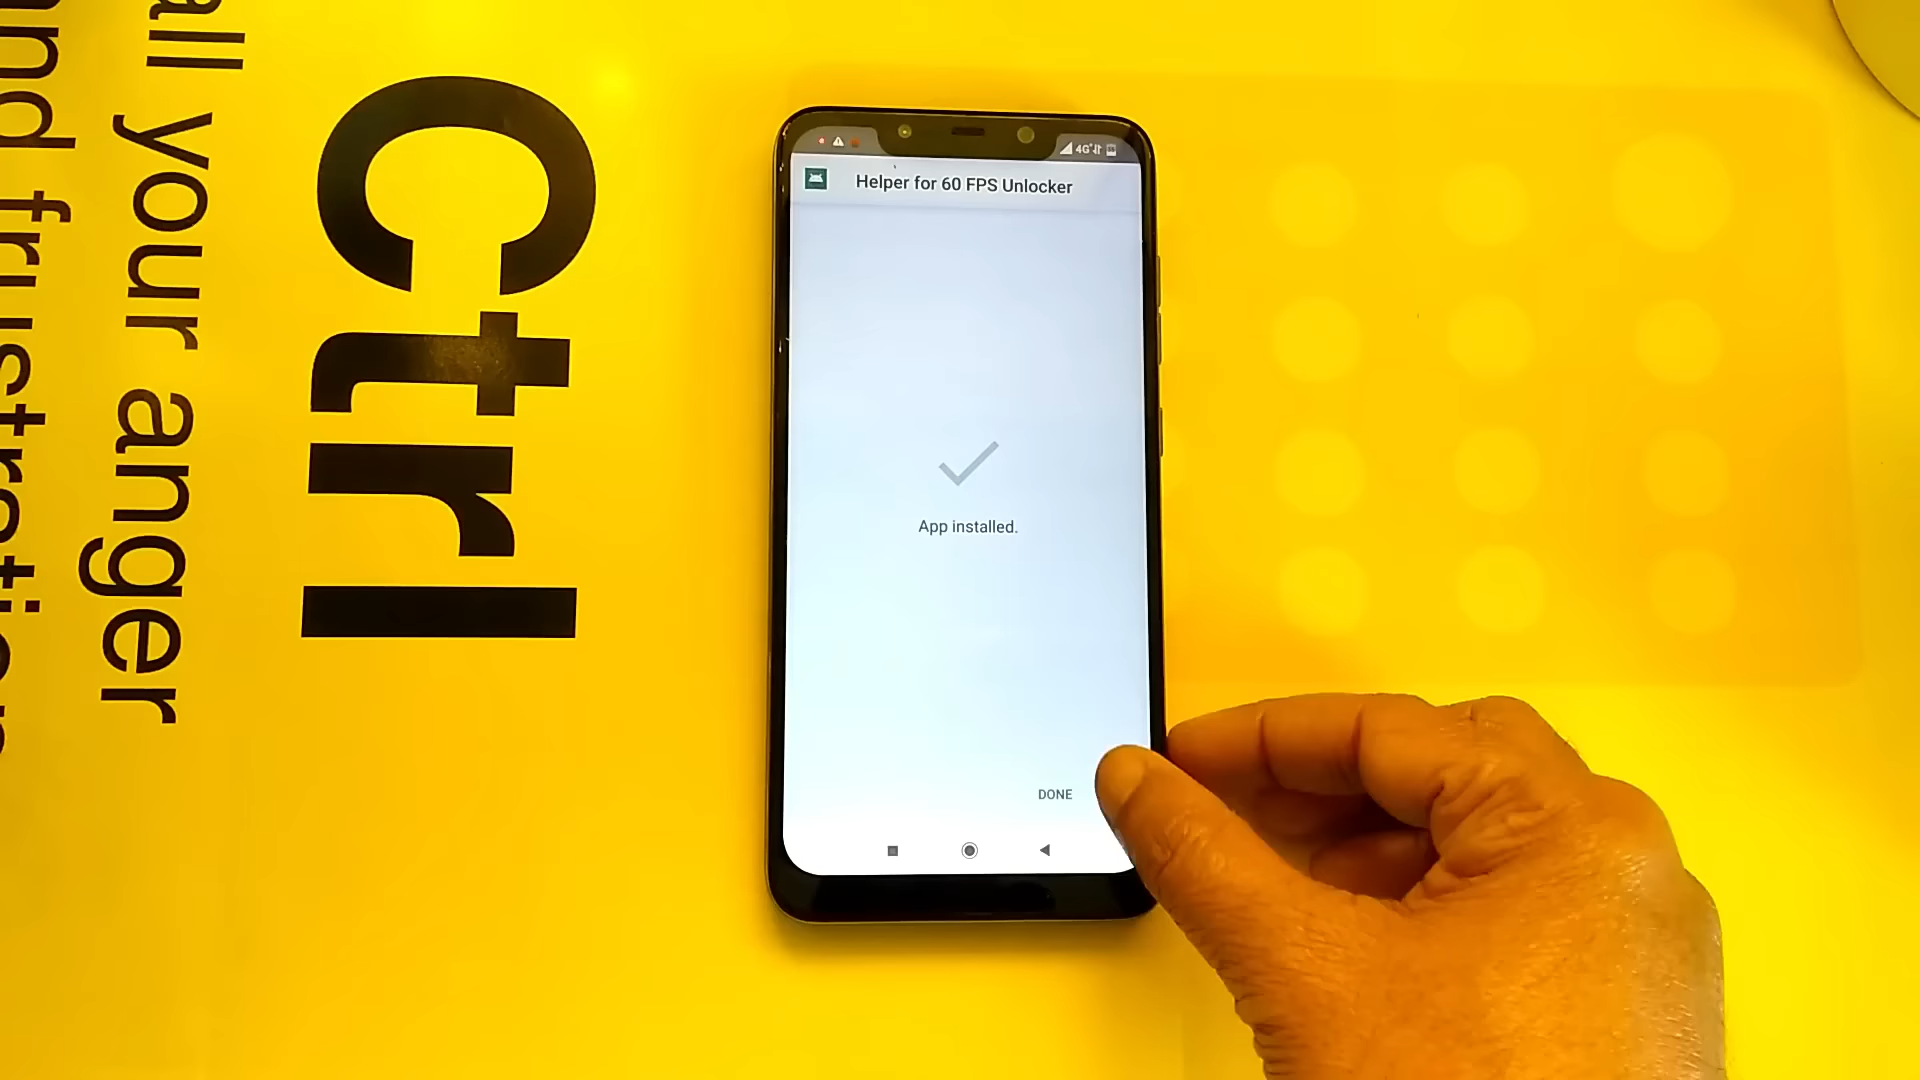 all your anger
and frustration
Ctrl
4G
Helper for 60 FPS Unlocker
App installed.
DONE